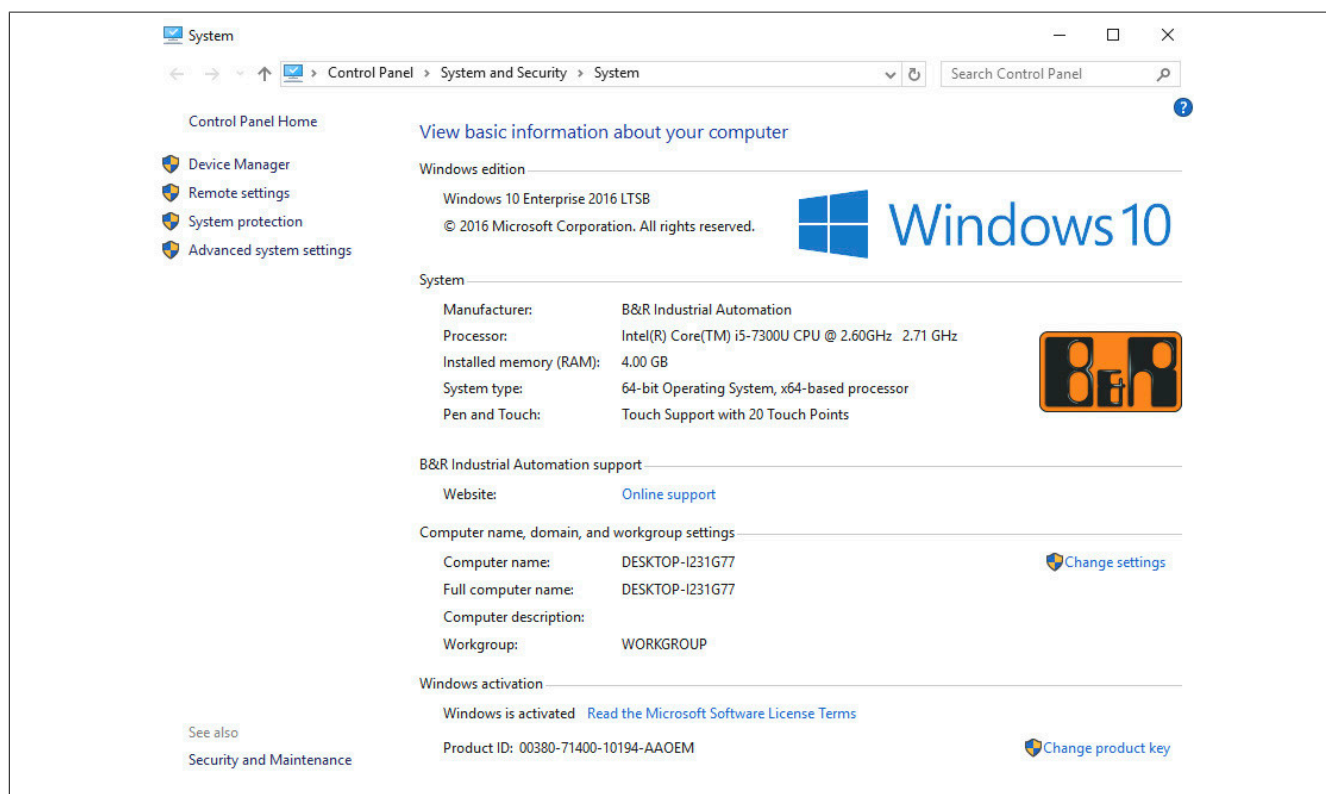 System
Control Panel > System and Security > System
Search Control Panel
?
Control Panel Home
Device Manager
Remote settings
System protection
Advanced system settings
See also
Security and Maintenance
View basic information about your computer
Windows edition
Windows 10 Enterprise 2016 LTSB
© 2016 Microsoft Corporation. All rights reserved.
Windows 10
System
Manufacturer: B&R Industrial Automation
Processor: Intel(R) Core(TM) i5-7300U CPU @ 2.60GHz 2.71 GHz
Installed memory (RAM): 4.00 GB
System type: 64-bit Operating System, x64-based processor
Pen and Touch: Touch Support with 20 Touch Points
B&R
B&R Industrial Automation support
Website: Online support
Computer name, domain, and workgroup settings
Computer name: DESKTOP-I231G77
Change settings
Full computer name: DESKTOP-I231G77
Computer description:
Workgroup: WORKGROUP
Windows activation
Windows is activated Read the Microsoft Software License Terms
Product ID: 00380-71400-10194-AAOEM
Change product key